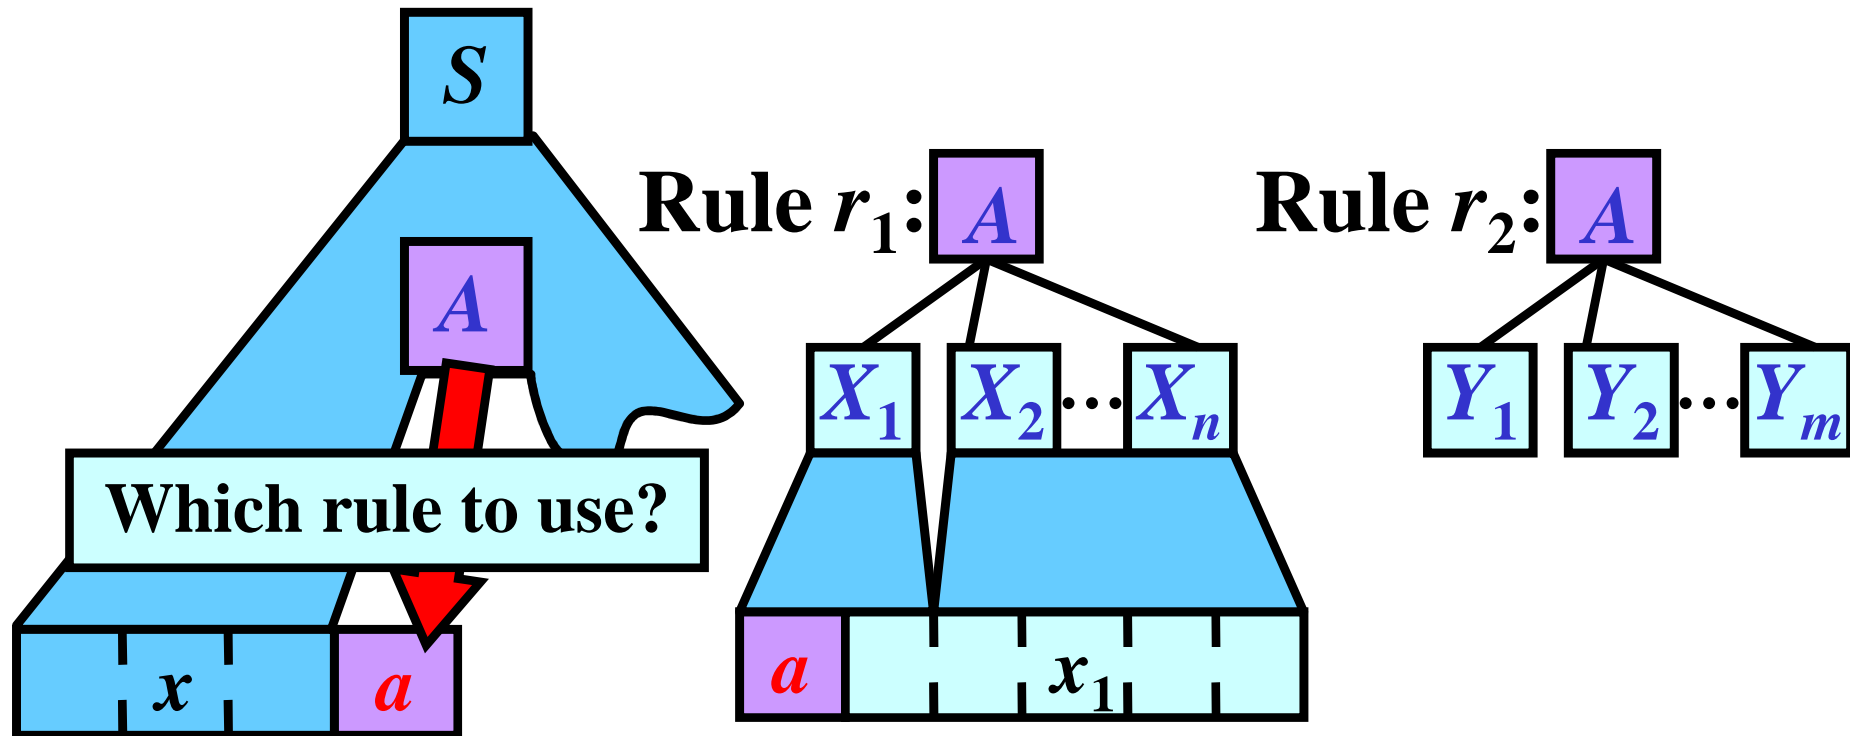 S
Rule r₁: A
Rule r₂: A
A
X₁ X₂ ... Xₙ
Y₁ Y₂ ... Yₘ
Which rule to use?
x a
a x₁